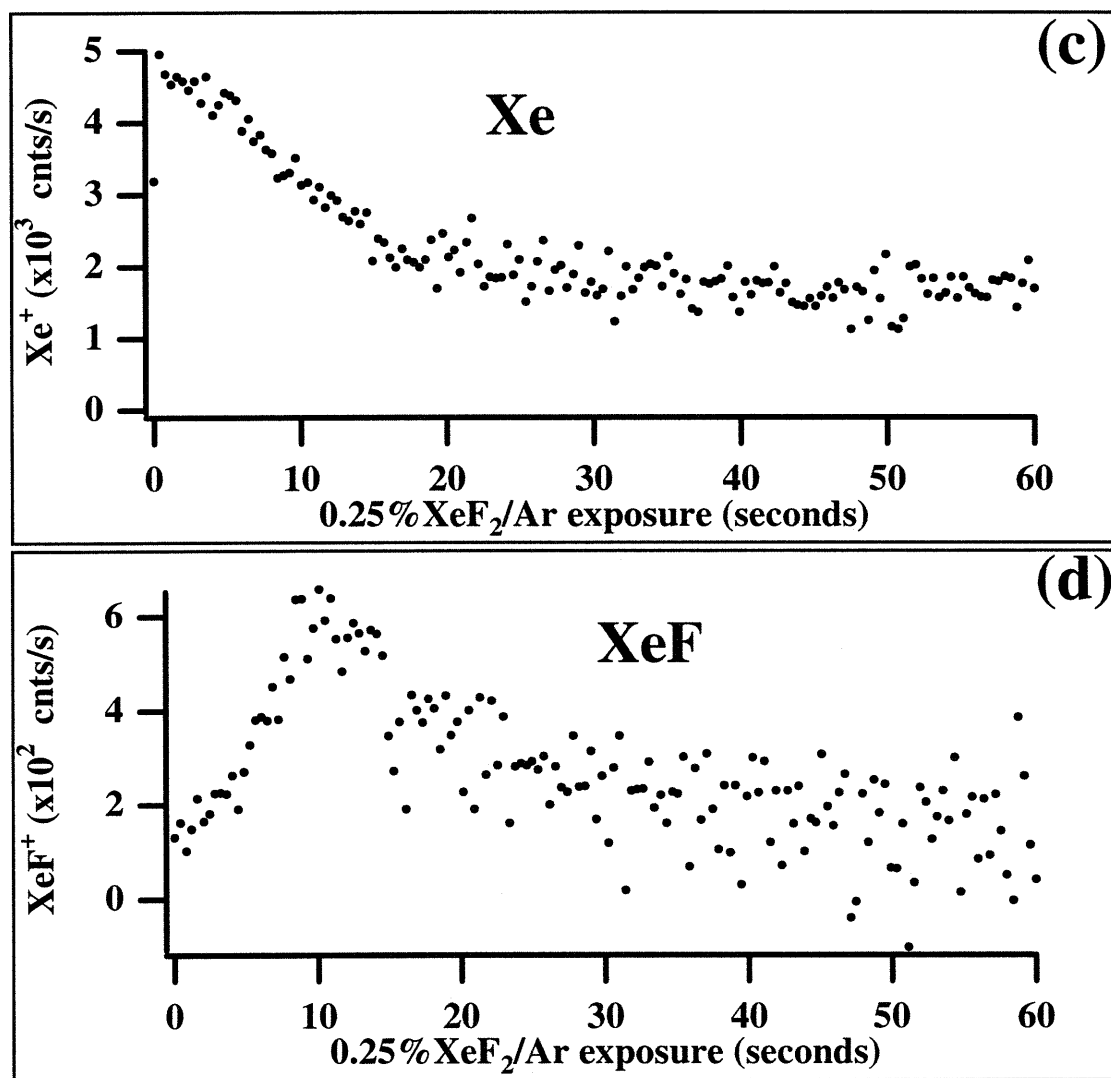 (c)
Xe
Xe⁺ (x10³ cnts/s)
5
4
3
2
1
0
0 10 20 30 40 50 60
0.25%XeF₂/Ar exposure (seconds)
(d)
XeF
XeF⁺ (x10² cnts/s)
6
4
2
0
0 10 20 30 40 50 60
0.25%XeF₂/Ar exposure (seconds)